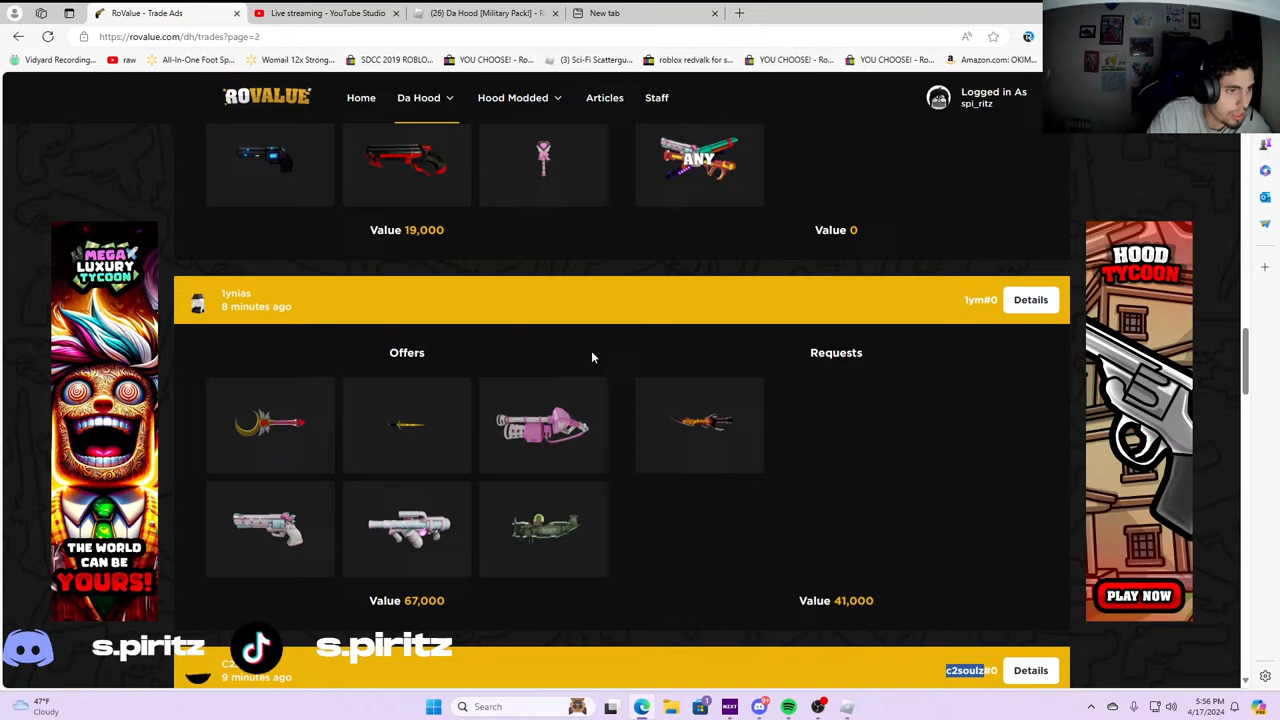 RoValue - Trade Ads
Live streaming - YouTube Studio
(26) Da Hood [Military Pack!] - R
New tab
https://rovalue.com/dh/trades?page=2
Vidyard Recording...
raw
All-In-One Foot Sp...
Womail 12x Strong...
SDCC 2019 ROBLO...
YOU CHOOSE! - Ro...
(3) Sci-Fi Scattergu...
roblox redvalk for s...
YOU CHOOSE! - Ro...
YOU CHOOSE! - Ro...
Amazon.com: OKIM...
ROVALUE
Home
Da Hood
Hood Modded
Articles
Staff
Logged in As
spi_ritz
ANY
Value 19,000
Value 0
1ynias
8 minutes ago
1ym#0
Details
Offers
Requests
Value 67,000
Value 41,000
9 minutes ago
c2soulz#0
Details
MEGA
LUXURY
TYCOON
THE WORLD
CAN BE
YOURS!
HOOD
TYCOON
PLAY NOW
s.piritz
s.piritz
47°F
Cloudy
Search
5:56 PM
4/17/2024